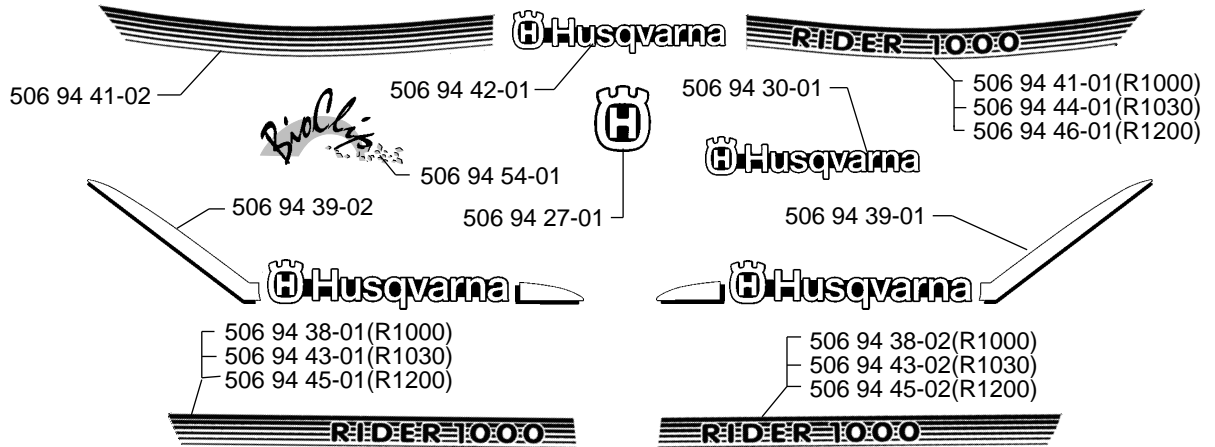 H Husqvarna
RIDER 1000
506 94 41-02
506 94 42-01
506 94 30-01
506 94 41-01(R1000)
506 94 44-01(R1030)
506 94 46-01(R1200)
BioClip
H
H Husqvarna
506 94 54-01
506 94 39-02
506 94 27-01
506 94 39-01
H Husqvarna
H Husqvarna
506 94 38-01(R1000)
506 94 43-01(R1030)
506 94 45-01(R1200)
506 94 38-02(R1000)
506 94 43-02(R1030)
506 94 45-02(R1200)
RIDER 1000
RIDER 1000